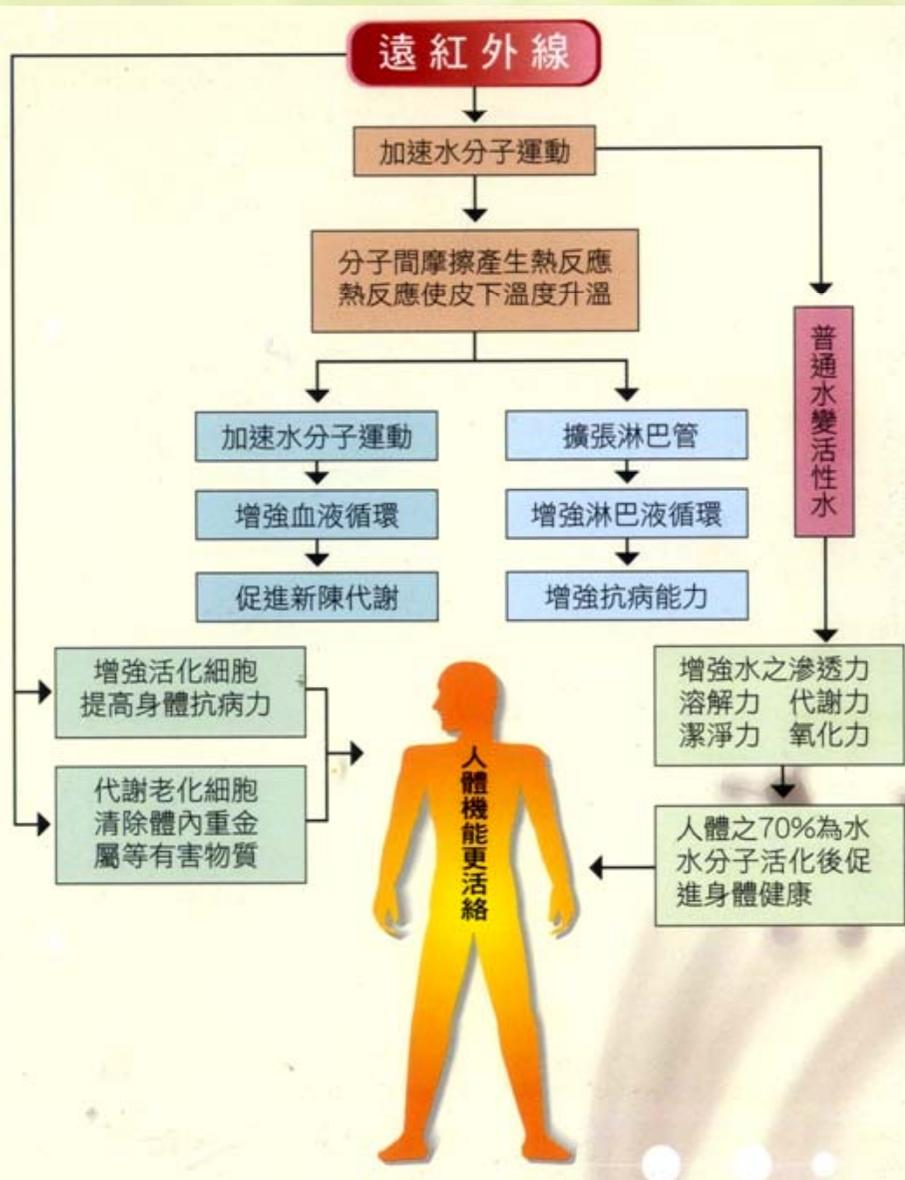 遠紅外線
加速水分子運動
分子間摩擦產生熱反應
熱反應使皮下溫度升溫
普通水變活性水
加速水分子運動
增強血液循環
促進新陳代謝
擴張淋巴管
增強淋巴液循環
增強抗病能力
增強活化細胞
提高身體抗病力
代謝老化細胞
清除體內重金
屬等有害物質
人體機能更活絡
增強水之滲透力
溶解力 代謝力
潔淨力 氧化力
人體之70%為水
水分子活化後促
進身體健康